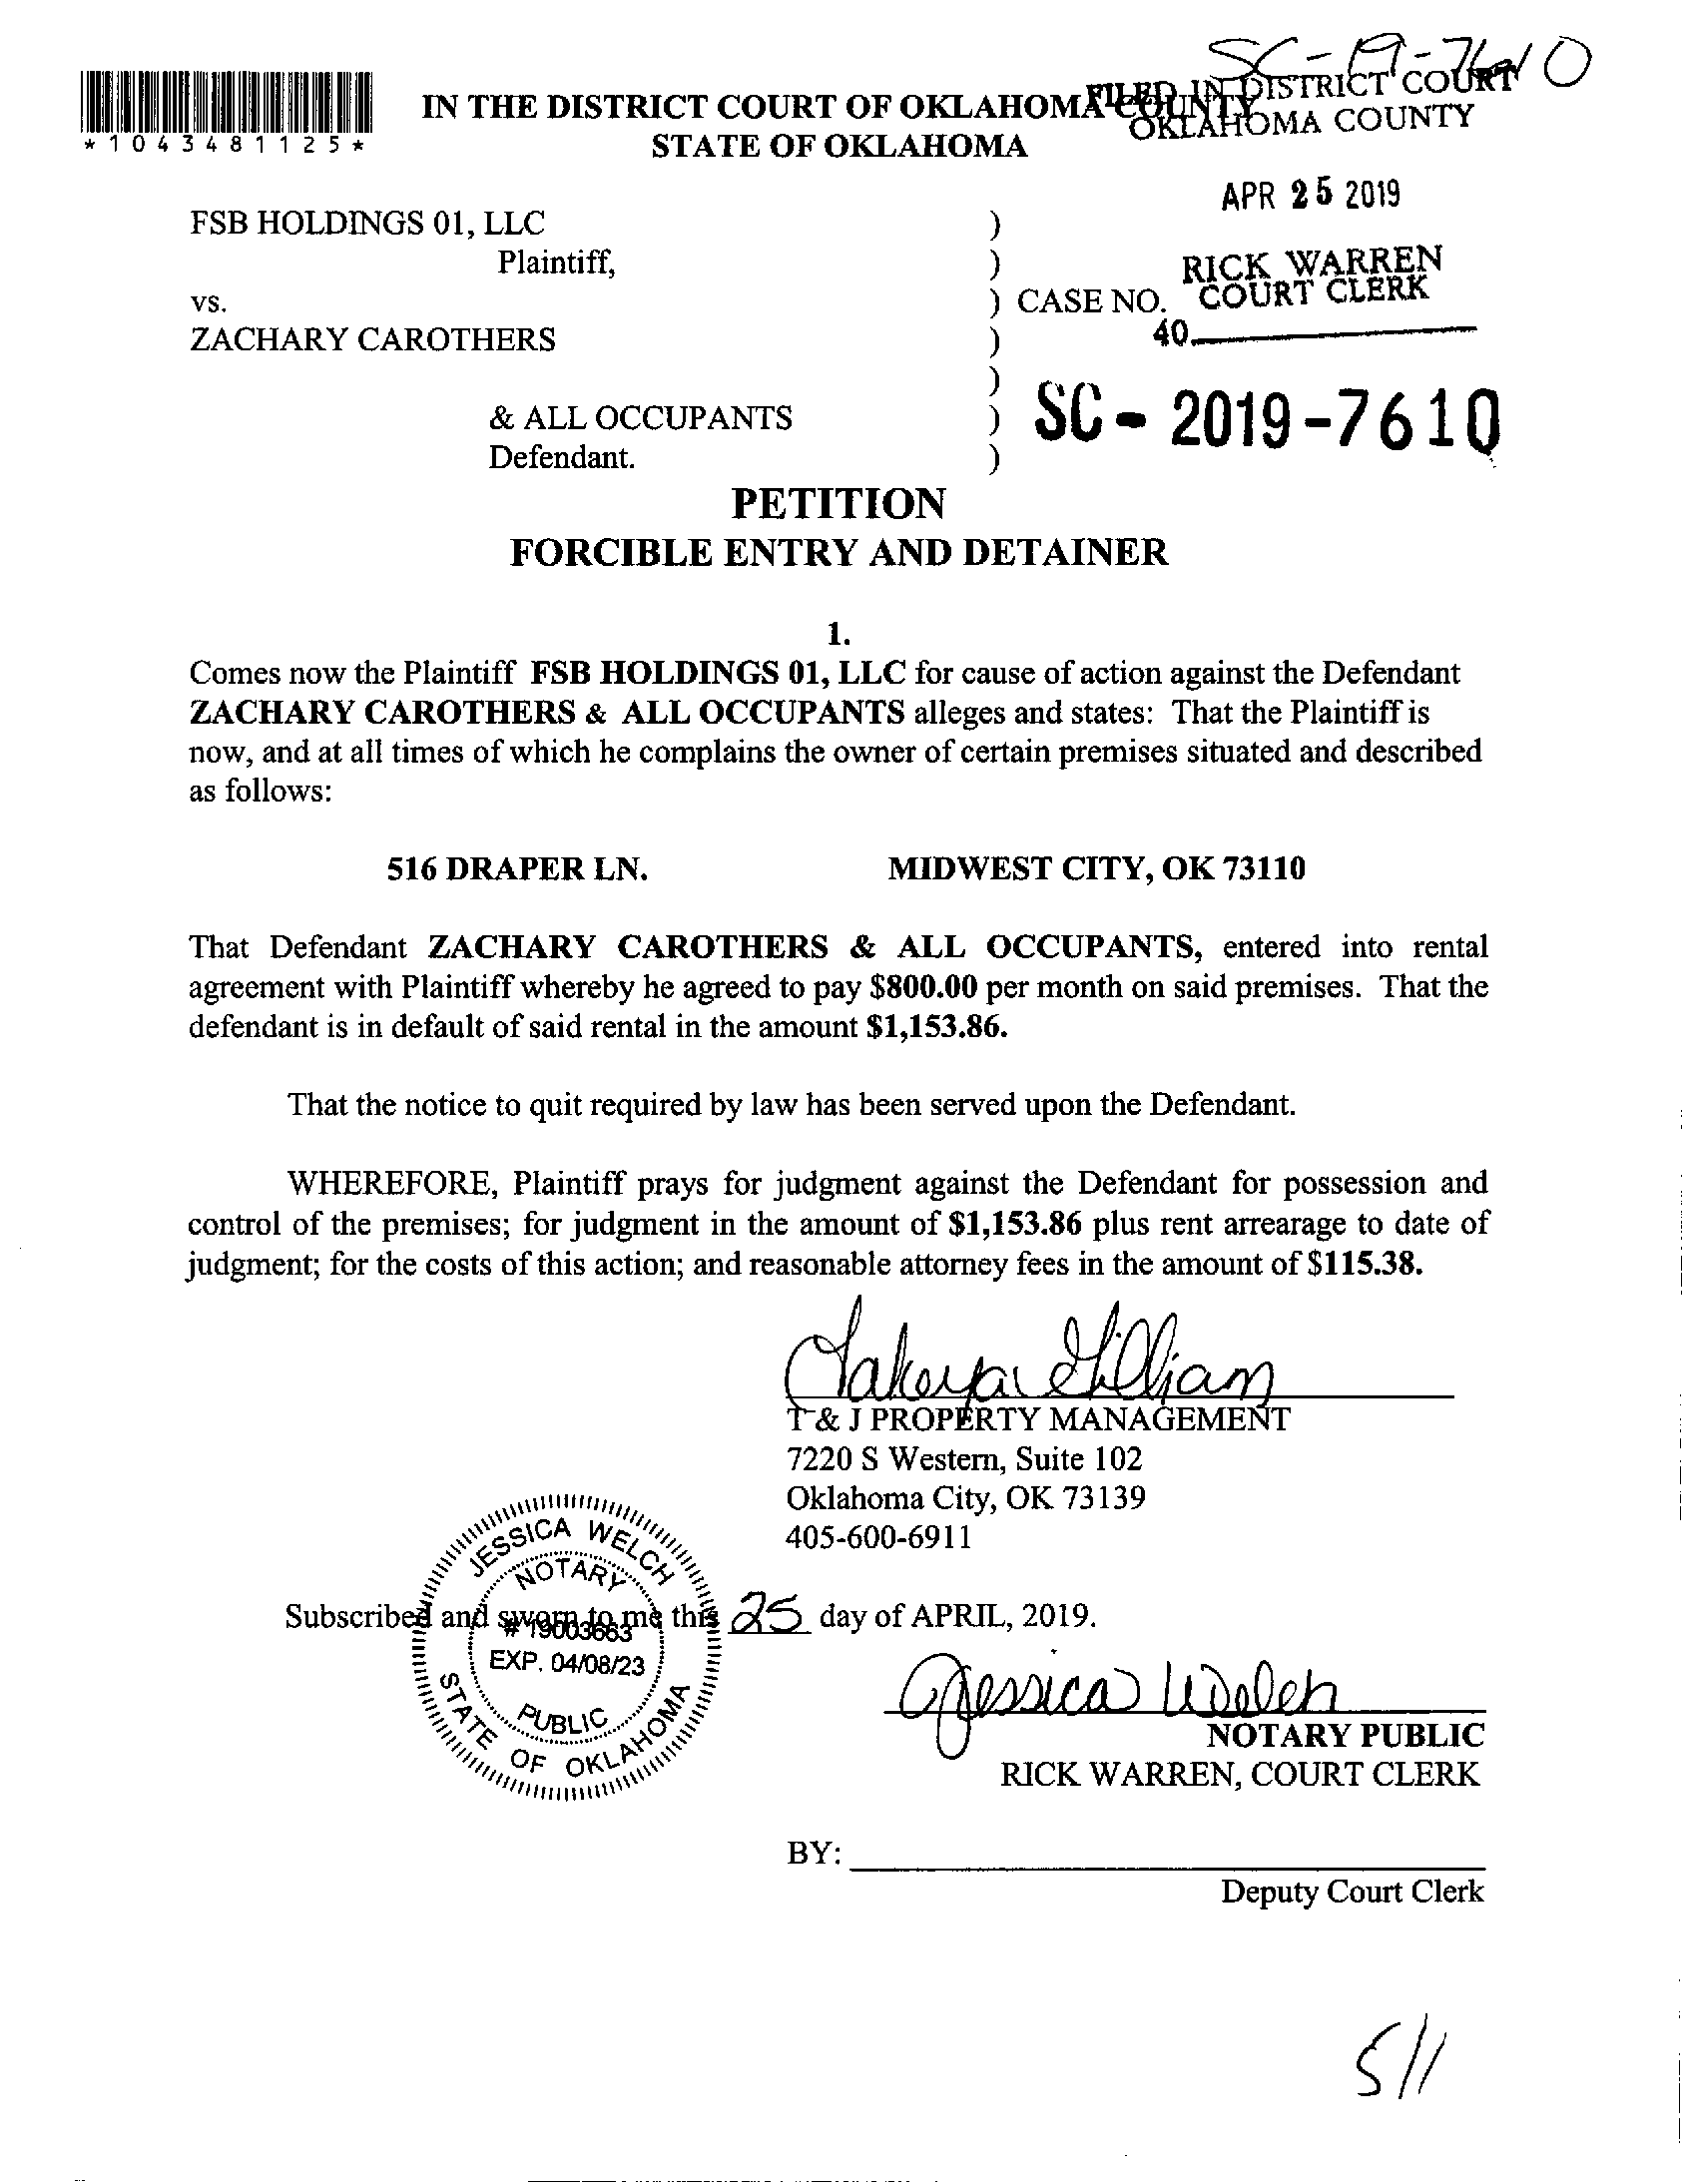 SC-19-7610
*1043481125*
IN THE DISTRICT COURT OF OKLAHOMA COUNTY
STATE OF OKLAHOMA
FILED IN DISTRICT COURT
OKLAHOMA COUNTY
APR 25 2019
RICK WARREN
COURT CLERK
40
FSB HOLDINGS 01, LLC )
Plaintiff, )
vs. ) CASE NO.
ZACHARY CAROTHERS )
)
& ALL OCCUPANTS ) SC - 2019 - 7610
Defendant. )
PETITION
FORCIBLE ENTRY AND DETAINER
1.
Comes now the Plaintiff FSB HOLDINGS 01, LLC for cause of action against the Defendant
ZACHARY CAROTHERS & ALL OCCUPANTS alleges and states: That the Plaintiff is
now, and at all times of which he complains the owner of certain premises situated and described
as follows:
516 DRAPER LN. MIDWEST CITY, OK 73110
That Defendant ZACHARY CAROTHERS & ALL OCCUPANTS, entered into rental
agreement with Plaintiff whereby he agreed to pay $800.00 per month on said premises. That the
defendant is in default of said rental in the amount $1,153.86.
That the notice to quit required by law has been served upon the Defendant.
WHEREFORE, Plaintiff prays for judgment against the Defendant for possession and
control of the premises; for judgment in the amount of $1,153.86 plus rent arrearage to date of
judgment; for the costs of this action; and reasonable attorney fees in the amount of $115.38.
Gilliam
T & J PROPERTY MANAGEMENT
7220 S Western, Suite 102
Oklahoma City, OK 73139
405-600-6911
JESSICA WELCH
NOTARY
# 19003663
EXP. 04/08/23
PUBLIC
STATE OF OKLAHOMA
Subscribed and sworn to me this 25 day of APRIL, 2019.
Jessica Welch
NOTARY PUBLIC
RICK WARREN, COURT CLERK
BY:
Deputy Court Clerk